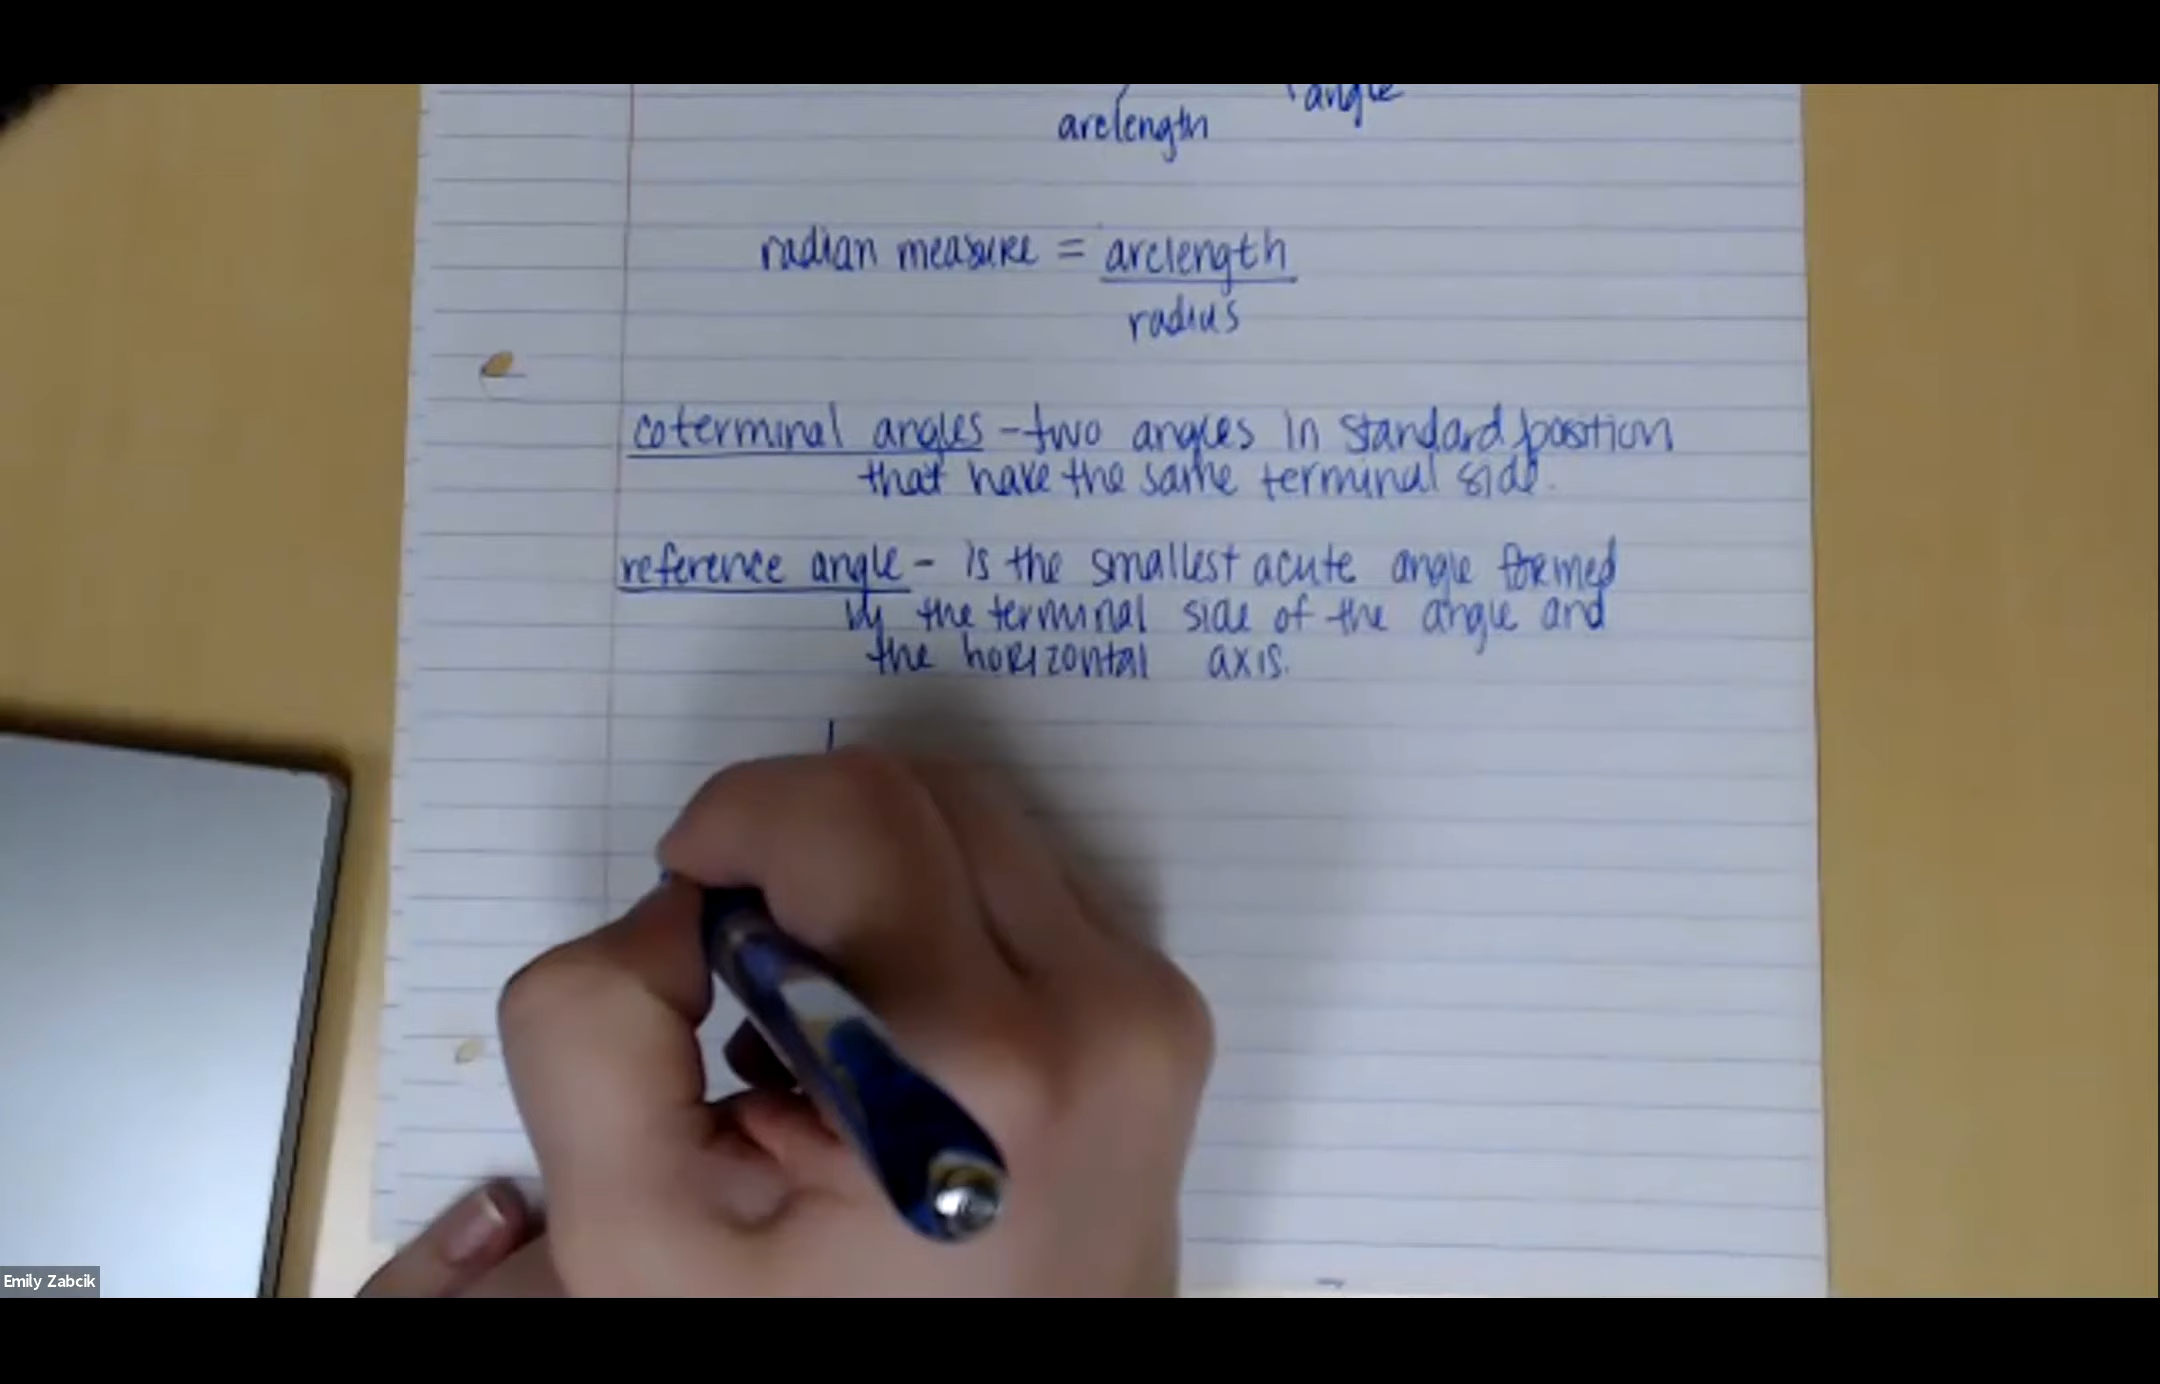 angle
arclength
radian measure = arclength
radius
coterminal angles - two angles in standard position
that have the same terminal side.
reference angle - is the smallest acute angle formed
by the terminal side of the angle and
the horizontal axis.
Emily Zabcik